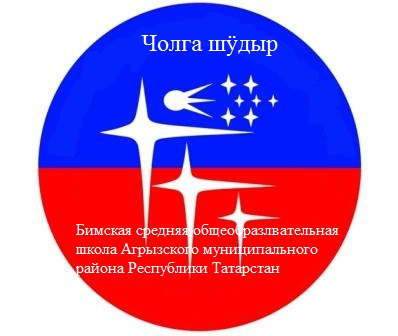 Чолга шӱдыр
Бимская средняя общеобразлвательная
школа Агрызского муниципального
района Республики Татарстан